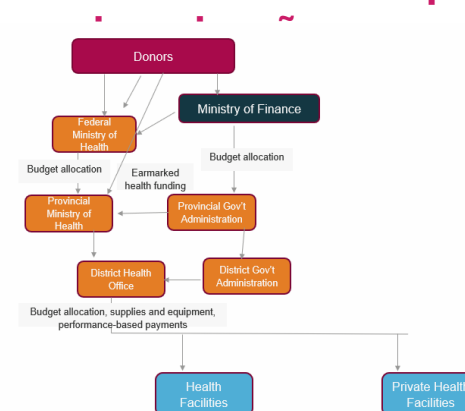 Donors
Ministry of Finance
Federal
Ministry of
Health
Budget allocation
Budget allocation
Earmarked
health funding
Provincial
Ministry of
Health
Provincial Gov't
Administration
District Health
Office
District Gov't
Administration
Budget allocation, supplies and equipment,
performance-based payments
Health
Facilities
Private Health
Facilities